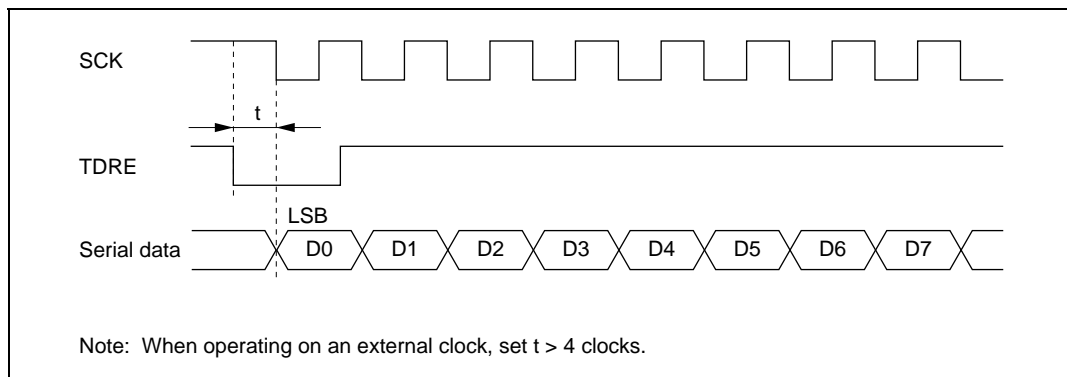 SCK
t
TDRE
LSB
Serial data D0 D1 D2 D3 D4 D5 D6 D7
Note: When operating on an external clock, set t > 4 clocks.